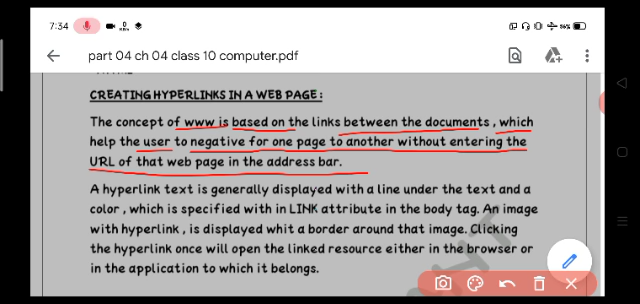 7:34
56%
part 04 ch 04 class 10 computer.pdf
CREATING HYPERLINKS IN A WEB PAGE :
The concept of www is based on the links between the documents , which
help the user to negative for one page to another without entering the
URL of that web page in the address bar.
A hyperlink text is generally displayed with a line under the text and a
color , which is specified with in LINK attribute in the body tag. An image
with hyperlink , is displayed whit a border around that image. Clicking
the hyperlink once will open the linked resource either in the browser or
in the application to which it belongs.